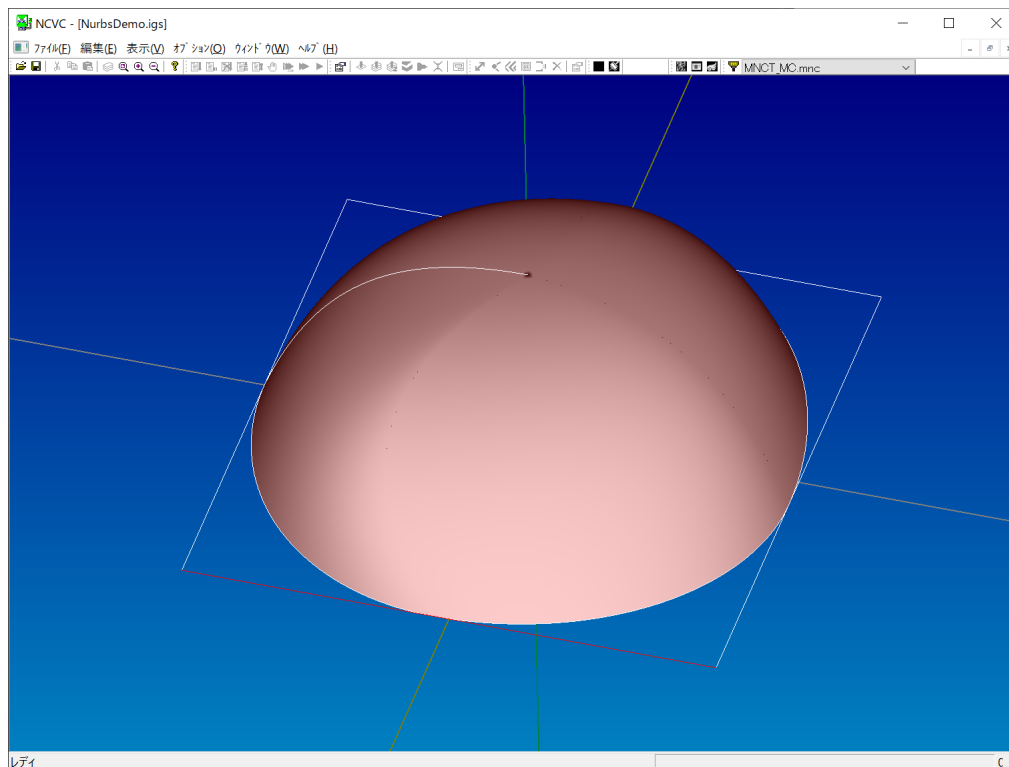 NCVC - [NurbsDemo.igs]
ファイル(F) 編集(E) 表示(V) オプション(O) ウィンドウ(W) ヘルプ(H)
MNCT_MC.mnc
レディ